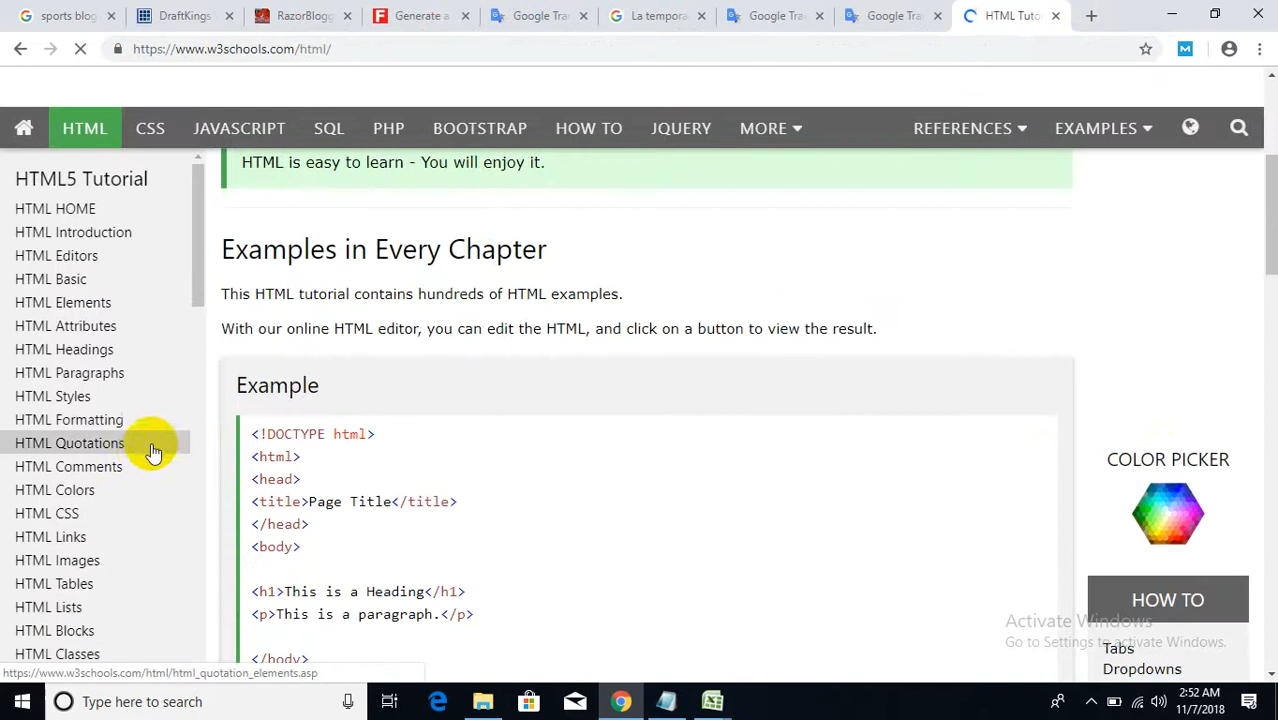 sports blog
DraftKings
RazorBlogg
Generate a
Google Tra
La tempora
Google Tra
Google Tra
HTML Tuto
https://www.w3schools.com/html/
HTML CSS JAVASCRIPT SQL PHP BOOTSTRAP HOW TO JQUERY MORE REFERENCES EXAMPLES
HTML5 Tutorial
HTML HOME
HTML Introduction
HTML Editors
HTML Basic
HTML Elements
HTML Attributes
HTML Headings
HTML Paragraphs
HTML Styles
HTML Formatting
HTML Quotations
HTML Comments
HTML Colors
HTML CSS
HTML Links
HTML Images
HTML Tables
HTML Lists
HTML Blocks
HTML Classes
HTML is easy to learn - You will enjoy it.
Examples in Every Chapter
This HTML tutorial contains hundreds of HTML examples.
With our online HTML editor, you can edit the HTML, and click on a button to view the result.
Example
<!DOCTYPE html>
<html>
<head>
<title>Page Title</title>
</head>
<body>
<h1>This is a Heading</h1>
<p>This is a paragraph.</p>
</body>
COLOR PICKER
HOW TO
Tabs
Dropdowns
Activate Windows
Go to Settings to activate Windows.
https://www.w3schools.com/html/html_quotation_elements.asp
Type here to search
2:52 AM
11/7/2018